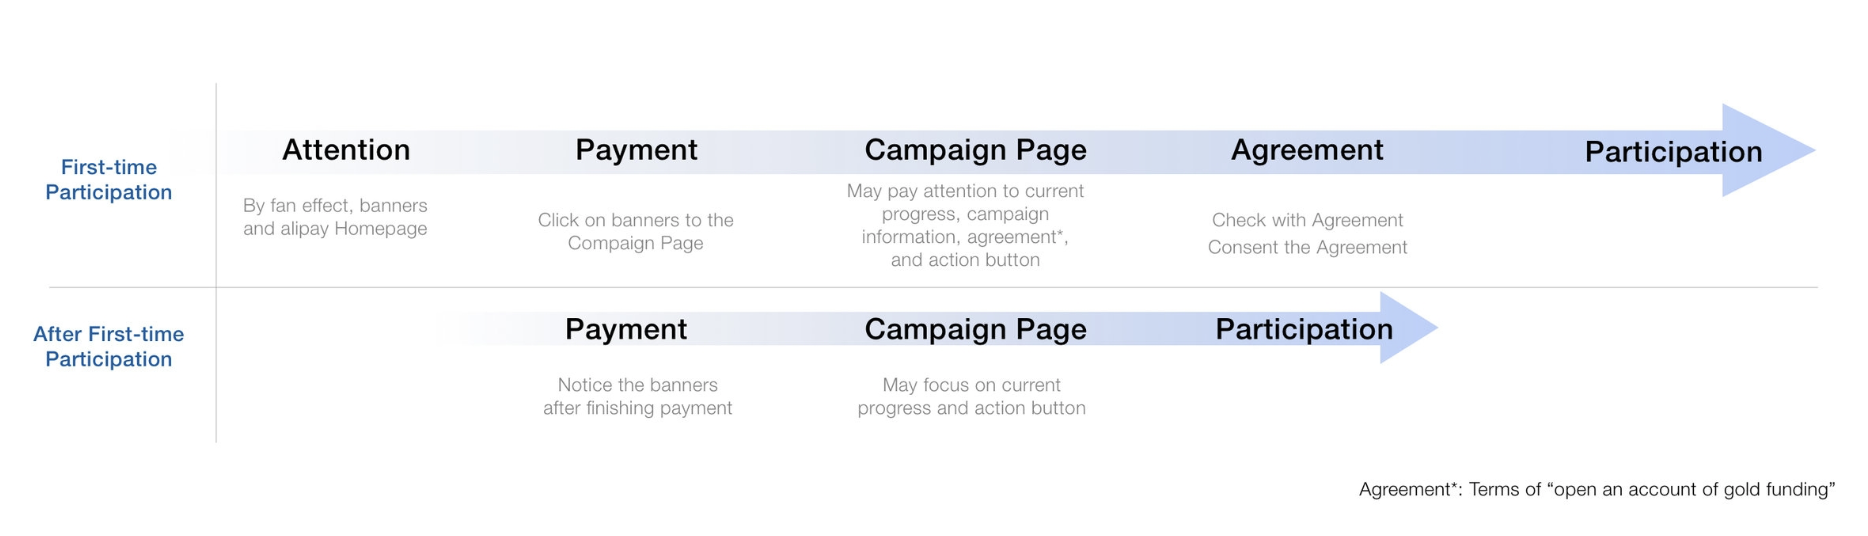 First-time
Participation
Attention
By fan effect, banners
and alipay Homepage
Payment
Click on banners to the
Compaign Page
Campaign Page
May pay attention to current
progress, campaign
information, agreement*,
and action button
Agreement
Check with Agreement
Consent the Agreement
Participation
After First-time
Participation
Payment
Notice the banners
after finishing payment
Campaign Page
May focus on current
progress and action button
Participation
Agreement*: Terms of “open an account of gold funding”